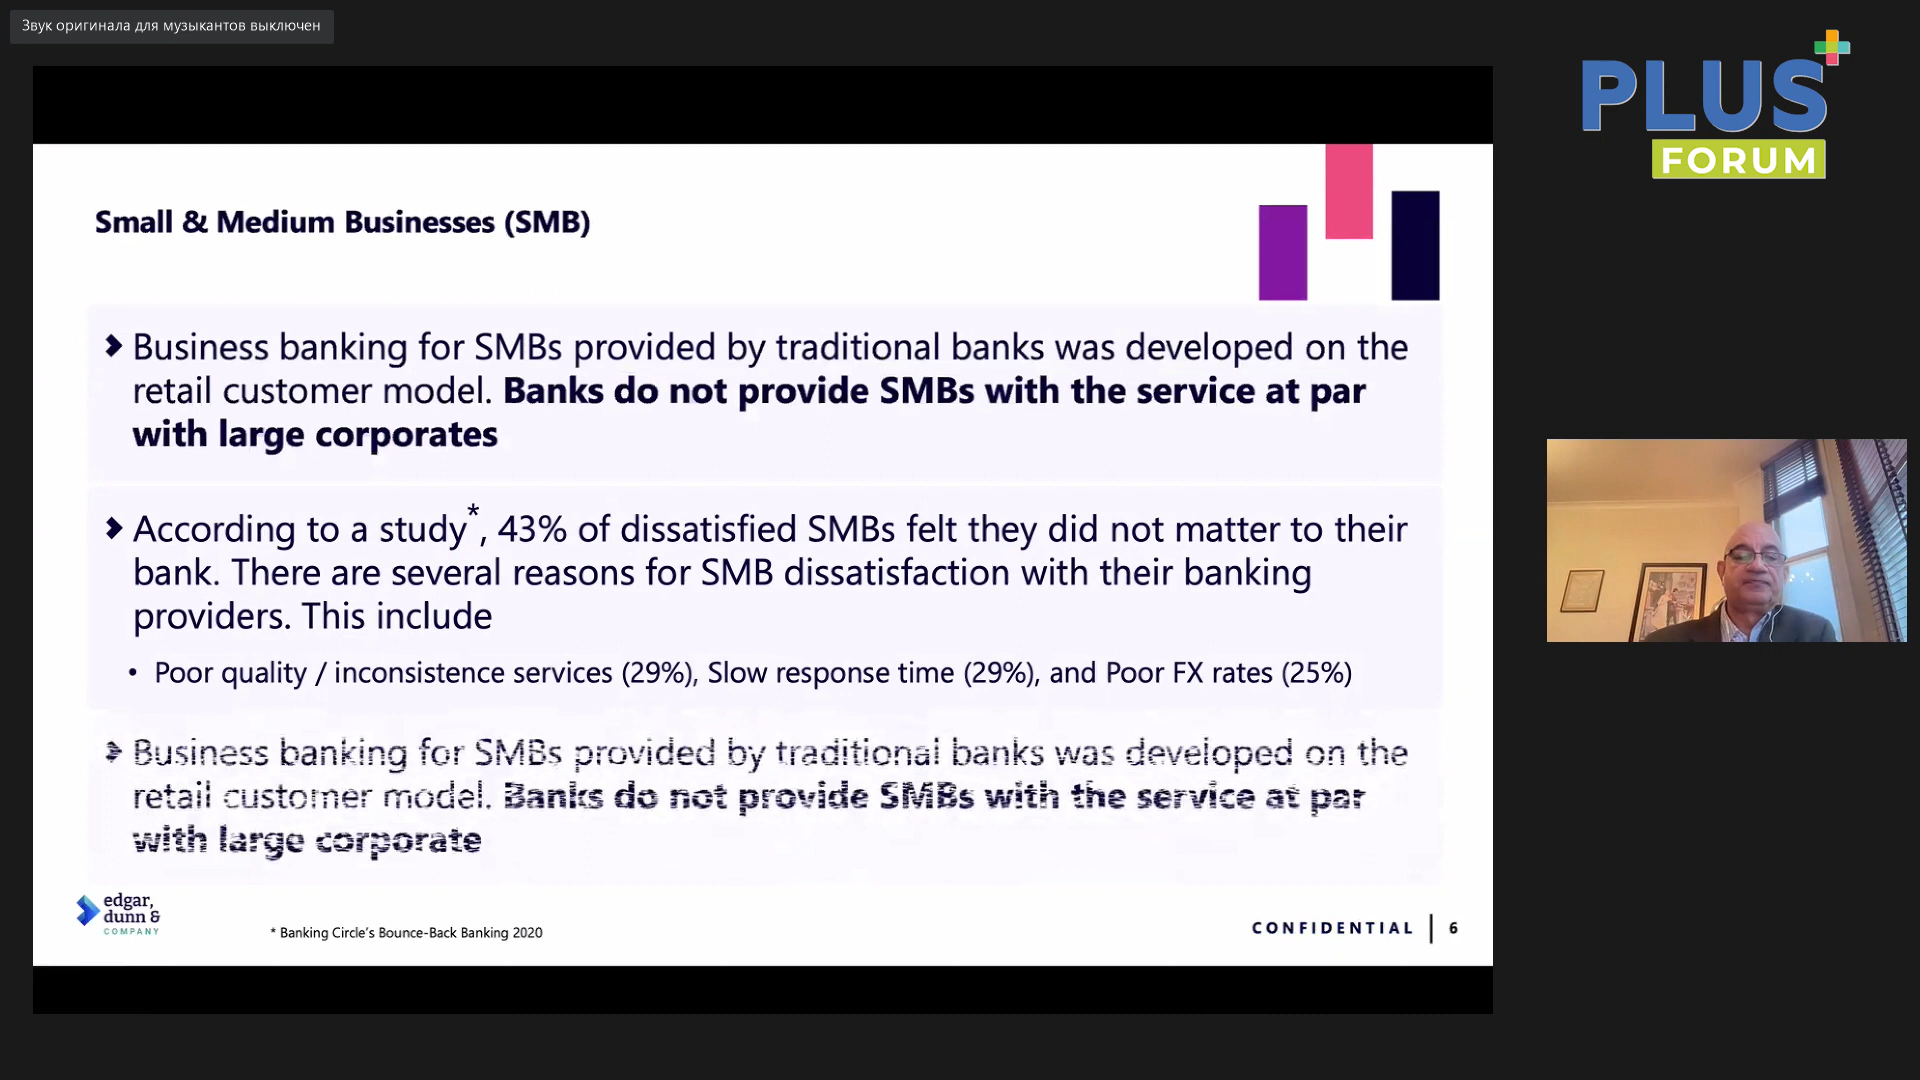 Звук оригинала для музыкантов выключен
PLUS
FORUM
Small & Medium Businesses (SMB)
Business banking for SMBs provided by traditional banks was developed on the
retail customer model. Banks do not provide SMBs with the service at par
with large corporates
According to a study*, 43% of dissatisfied SMBs felt they did not matter to their
bank. There are several reasons for SMB dissatisfaction with their banking
providers. This include
• Poor quality / inconsistence services (29%), Slow response time (29%), and Poor FX rates (25%)
Business banking for SMBs provided by traditional banks was developed on the
retail customer model. Banks do not provide SMBs with the service at par
with large corporate
edgar,
dunn &
COMPANY
* Banking Circle's Bounce-Back Banking 2020
CONFIDENTIAL | 6